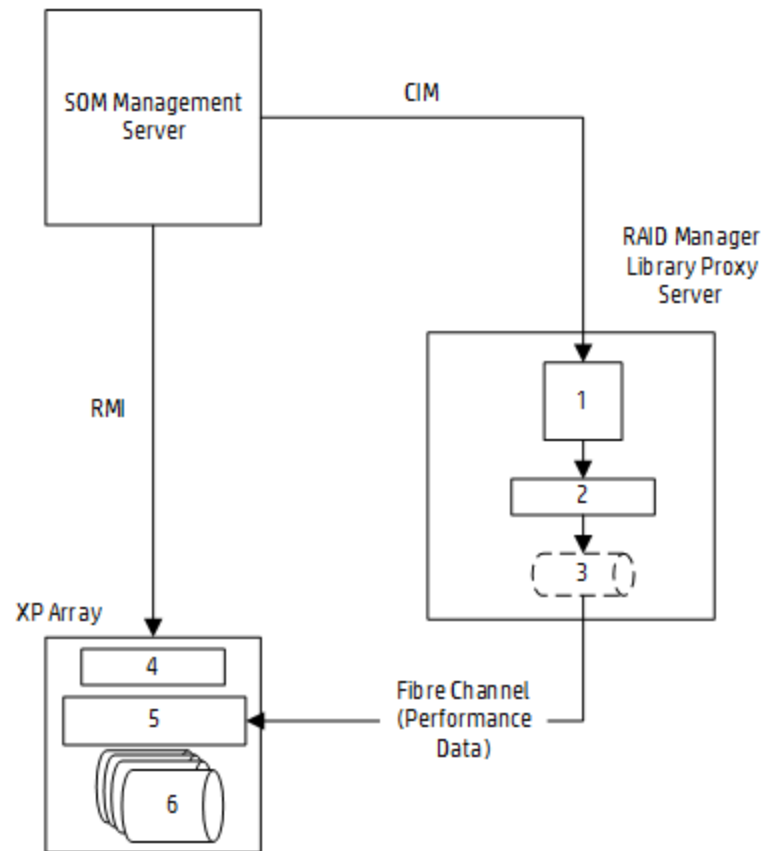 SOM Management
Server
CIM
RAID Manager
Library Proxy
Server
1
RMI
2
3
XP Array
4
Fibre Channel
(Performance
Data)
5
6